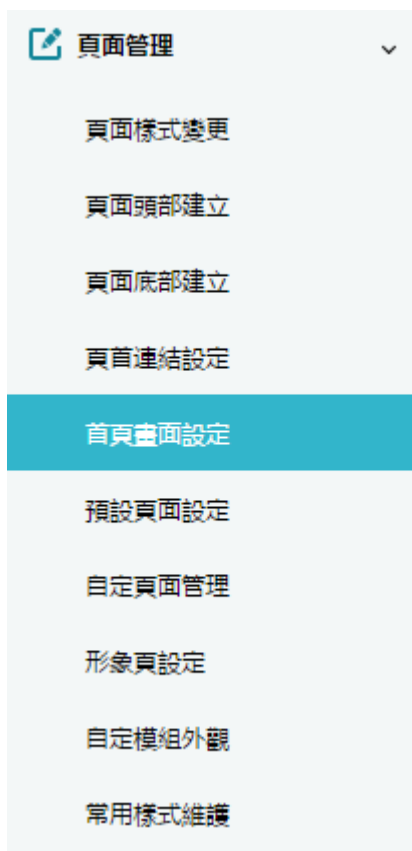 頁面管理
頁面樣式變更
頁面頭部建立
頁面底部建立
頁首連結設定
首頁畫面設定
預設頁面設定
自定頁面管理
形象頁設定
自定模組外觀
常用樣式維護